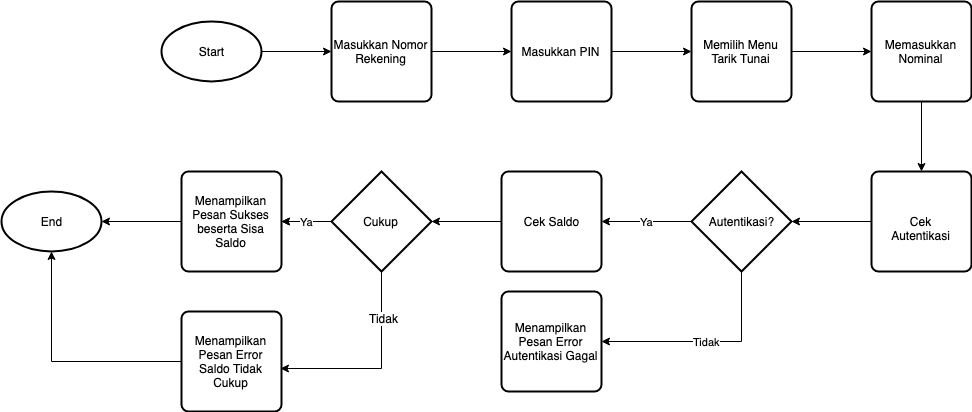 Start
Masukkan Nomor
Rekening
Masukkan PIN
Memilih Menu
Tarik Tunai
Memasukkan
Nominal
Cek
Autentikasi
Autentikasi?
Ya
Cek Saldo
Cukup
Ya
Menampilkan
Pesan Sukses
beserta Sisa
Saldo
End
Tidak
Menampilkan
Pesan Error
Autentikasi Gagal
Tidak
Menampilkan
Pesan Error
Saldo Tidak
Cukup